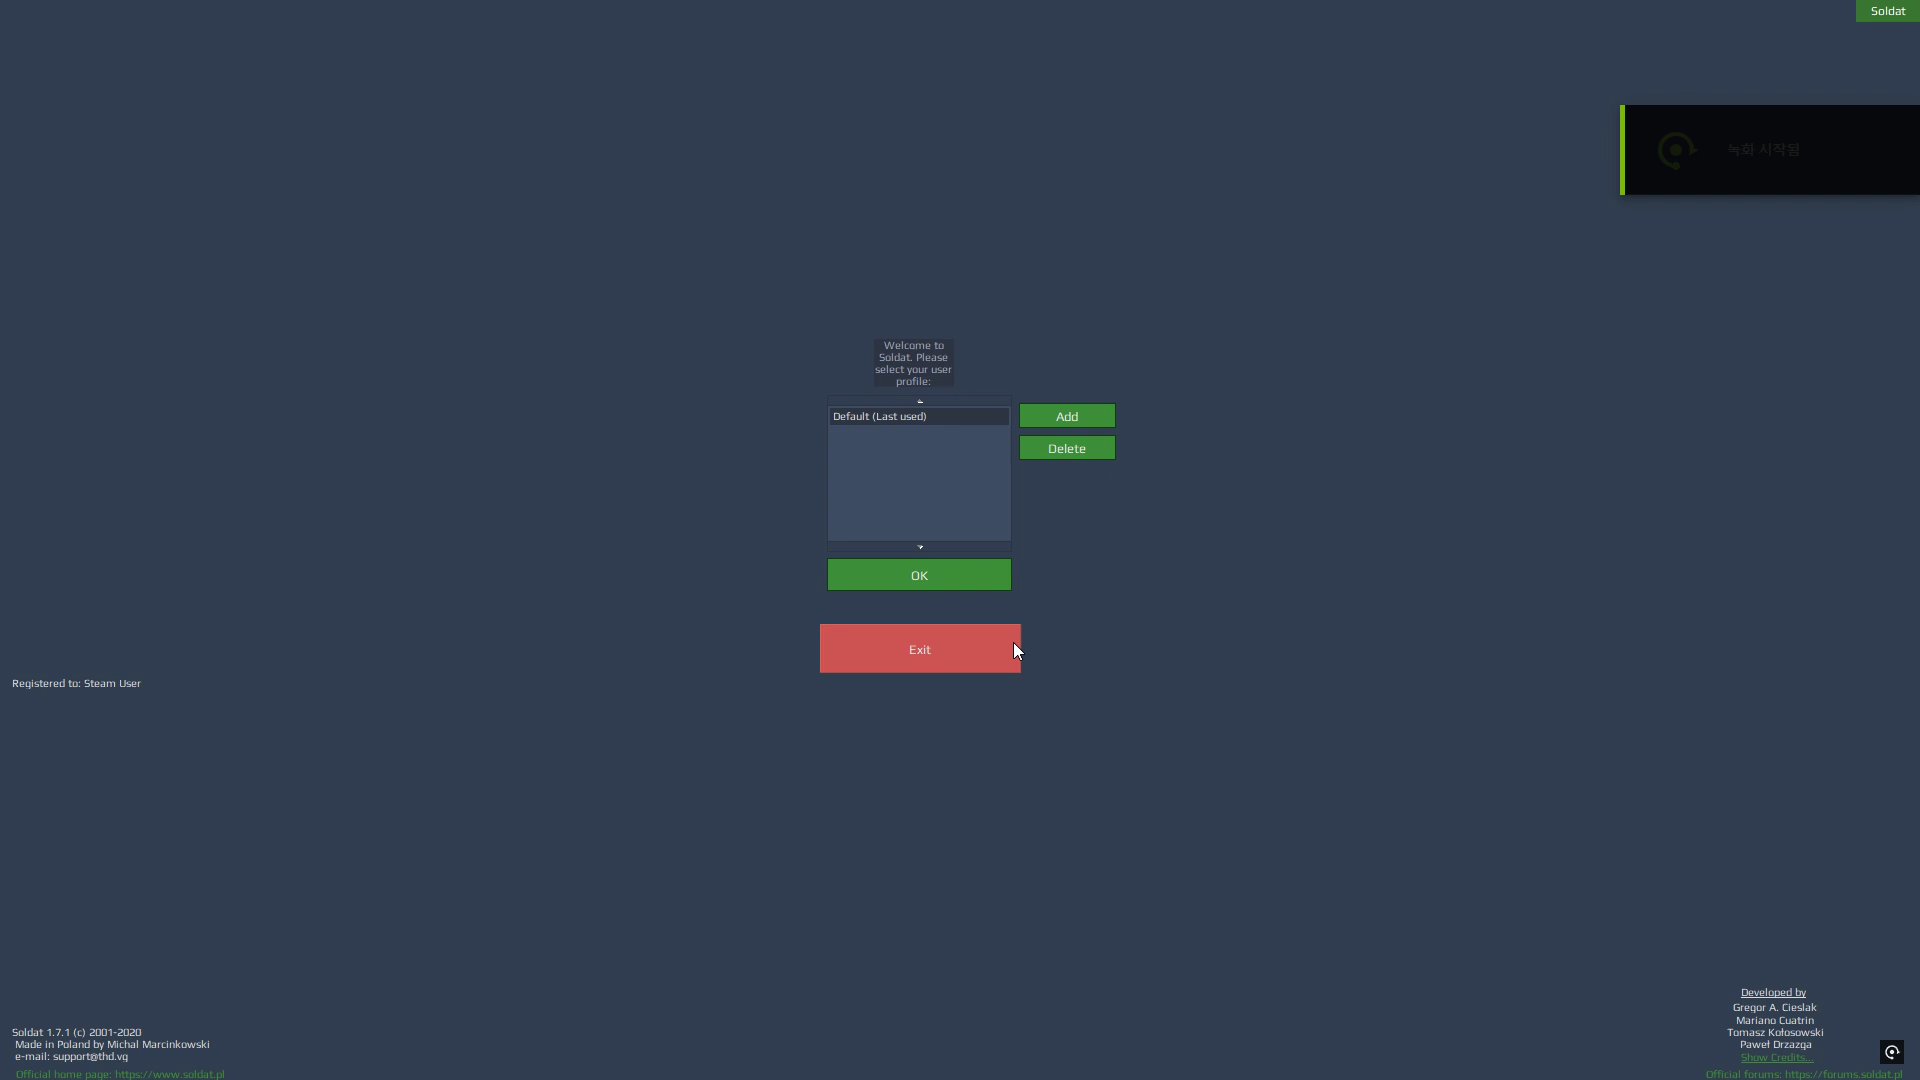 Soldat
녹화 시작됨
Welcome to
Soldat. Please
select your user
profile:
Default (Last used)
Add
Delete
OK
Exit
Registered to: Steam User
Developed by
Gregor A. Cieslak
Mariano Cuatrin
Tomasz Kołosowski
Paweł Drzazga
Show Credits...
Official forums: https://forums.soldat.pl
Soldat 1.7.1 (c) 2001-2020
Made in Poland by Michal Marcinkowski
e-mail: support@thd.vg
Official home page: https://www.soldat.pl